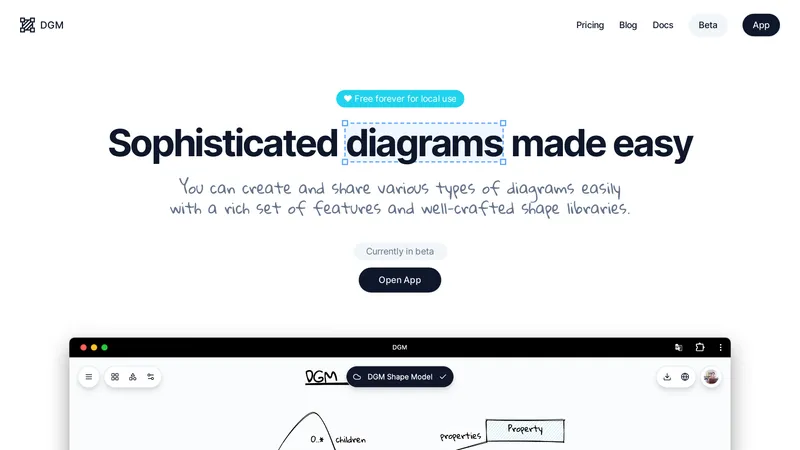 DGM
Pricing
Blog
Docs
Beta
App
Free forever for local use
Sophisticated diagrams made easy
You can create and share various types of diagrams easily
with a rich set of features and well-crafted shape libraries.
Currently in beta
Open App
DGM
DGM
DGM Shape Model
0..*
children
properties
Property